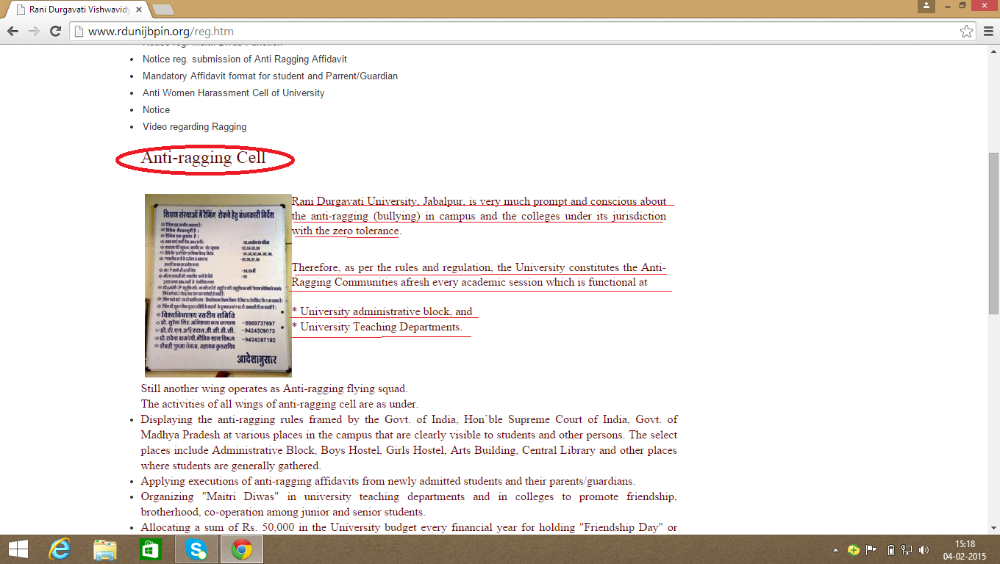 Rani Durgavati Vishwavidy
www.rdunijbpin.org/reg.htm
Notice reg. submission of Anti Ragging Affidavit
Mandatory Affidavit format for student and Parrent/Guardian
Anti Women Harassment Cell of University
Notice
Video regarding Ragging
Anti-ragging Cell
शिक्षण संस्थाओं में रैगिंग रोकने हेतु बंधनकारी निर्देश
विश्वविद्यालय स्तरीय समिति
-8989737697
-9424309073
-9424397192
आदेशानुसार
Rani Durgavati University, Jabalpur, is very much prompt and conscious about
the anti-ragging (bullying) in campus and the colleges under its jurisdiction
with the zero tolerance.
Therefore, as per the rules and regulation, the University constitutes the Anti-
Ragging Communities afresh every academic session which is functional at
* University administrative block, and
* University Teaching Departments.
Still another wing operates as Anti-ragging flying squad.
The activities of all wings of anti-ragging cell are as under.
Displaying the anti-ragging rules framed by the Govt. of India, Hon’ble Supreme Court of India, Govt. of
Madhya Pradesh at various places in the campus that are clearly visible to students and other persons. The select
places include Administrative Block, Boys Hostel, Girls Hostel, Arts Building, Central Library and other places
where students are generally gathered.
Applying executions of anti-ragging affidavits from newly admitted students and their parents/guardians.
Organizing "Maitri Diwas" in university teaching departments and in colleges to promote friendship,
brotherhood, co-operation among junior and senior students.
Allocating a sum of Rs. 50,000 in the University budget every financial year for holding "Friendship Day" or
15:18
04-02-2015